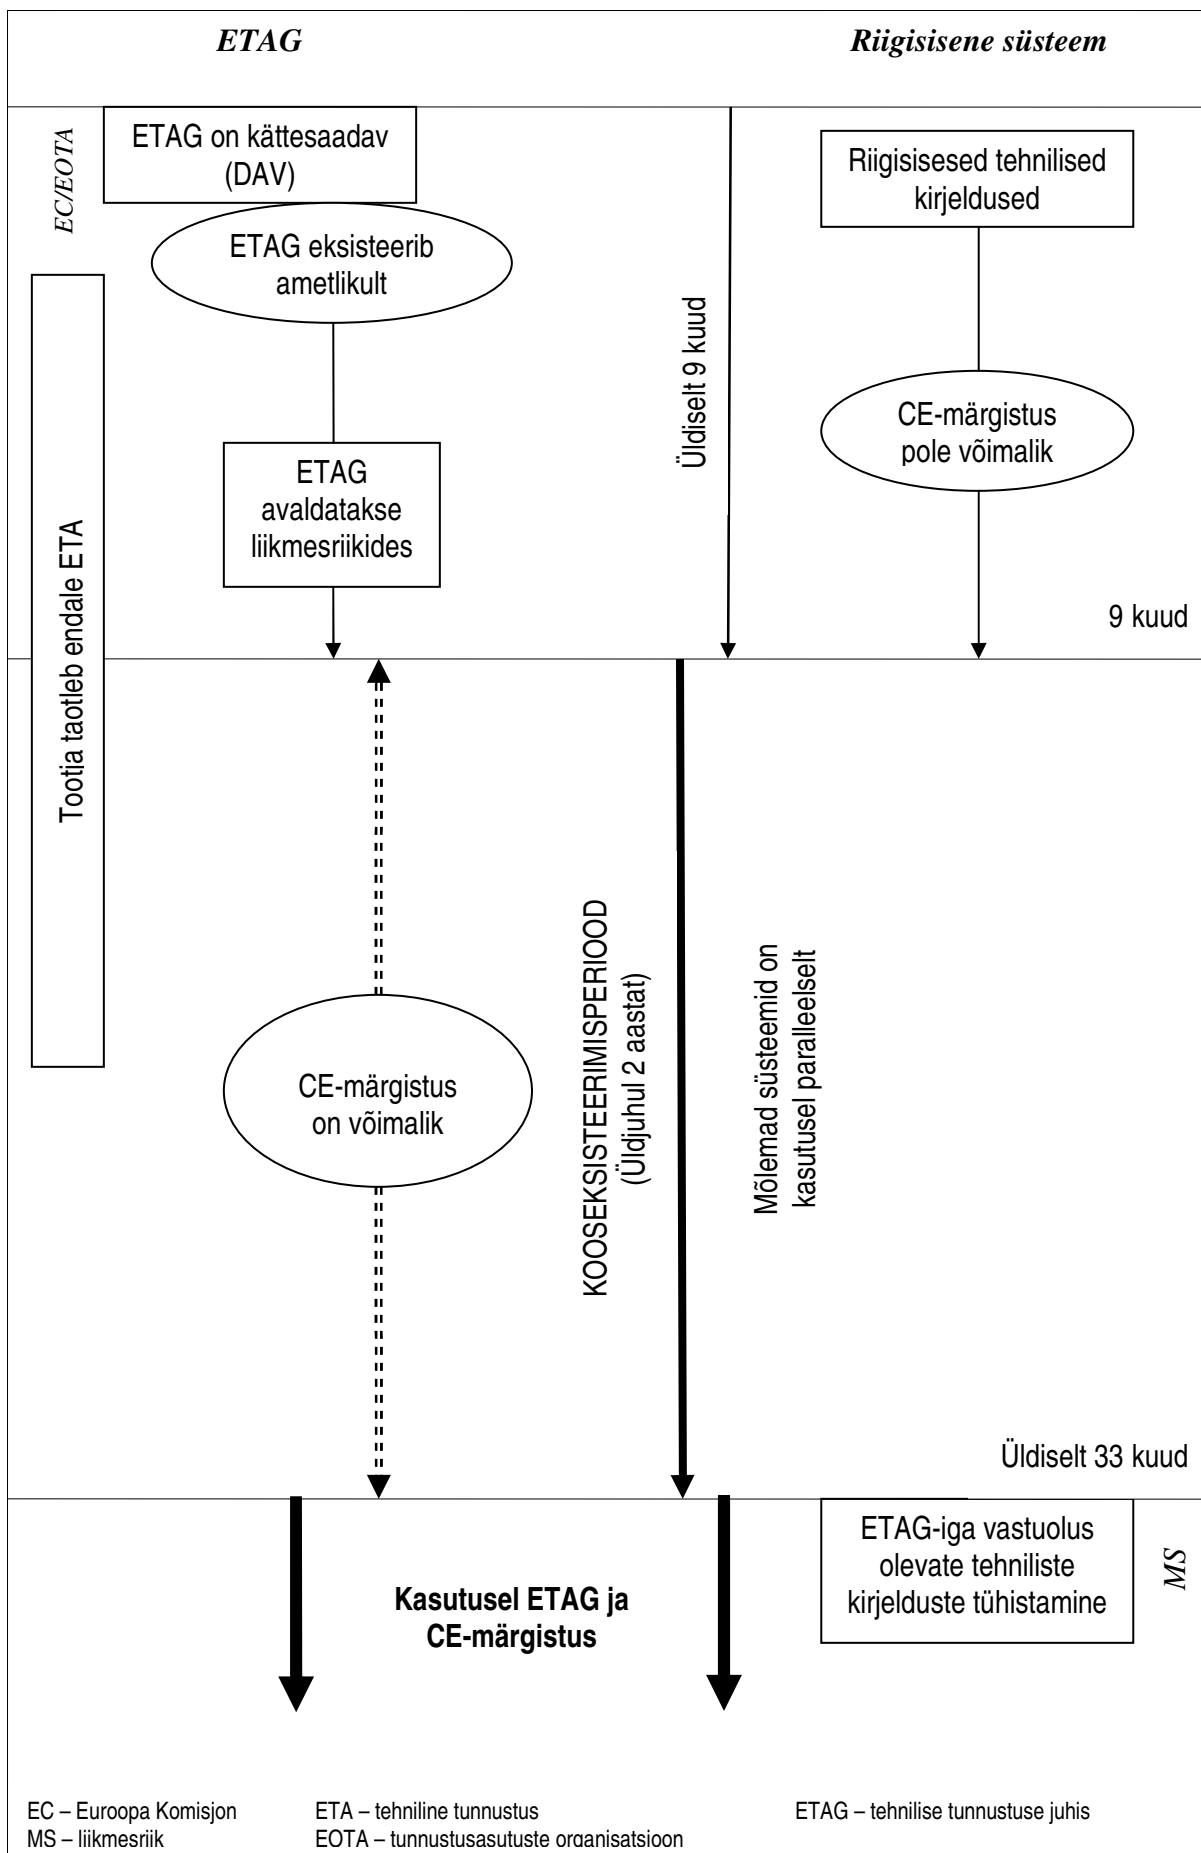 ETAG
Riigisisene süsteem
EC/EOTA
ETAG on kättesaadav
(DAV)
ETAG eksisteerib
ametlikult
ETAG
avaldatakse
liikmesriikides
Tootja taotleb endale ETA
Üldiselt 9 kuud
Riigisisesed tehnilised
kirjeldused
CE-märgistus
pole võimalik
9 kuud
CE-märgistus
on võimalik
KOOSEKSISTEERIMISPERIOOD
(Üldjuhul 2 aastat)
Mõlemad süsteemid on
kasutusel paralleelselt
Üldiselt 33 kuud
Kasutusel ETAG ja
CE-märgistus
ETAG-iga vastuolus
olevate tehniliste
kirjelduste tühistamine
MS
EC – Euroopa Komisjon
ETA – tehniline tunnustus
ETAG – tehnilise tunnustuse juhis
MS – liikmesriik
EOTA – tunnustusasutuste organisatsioon